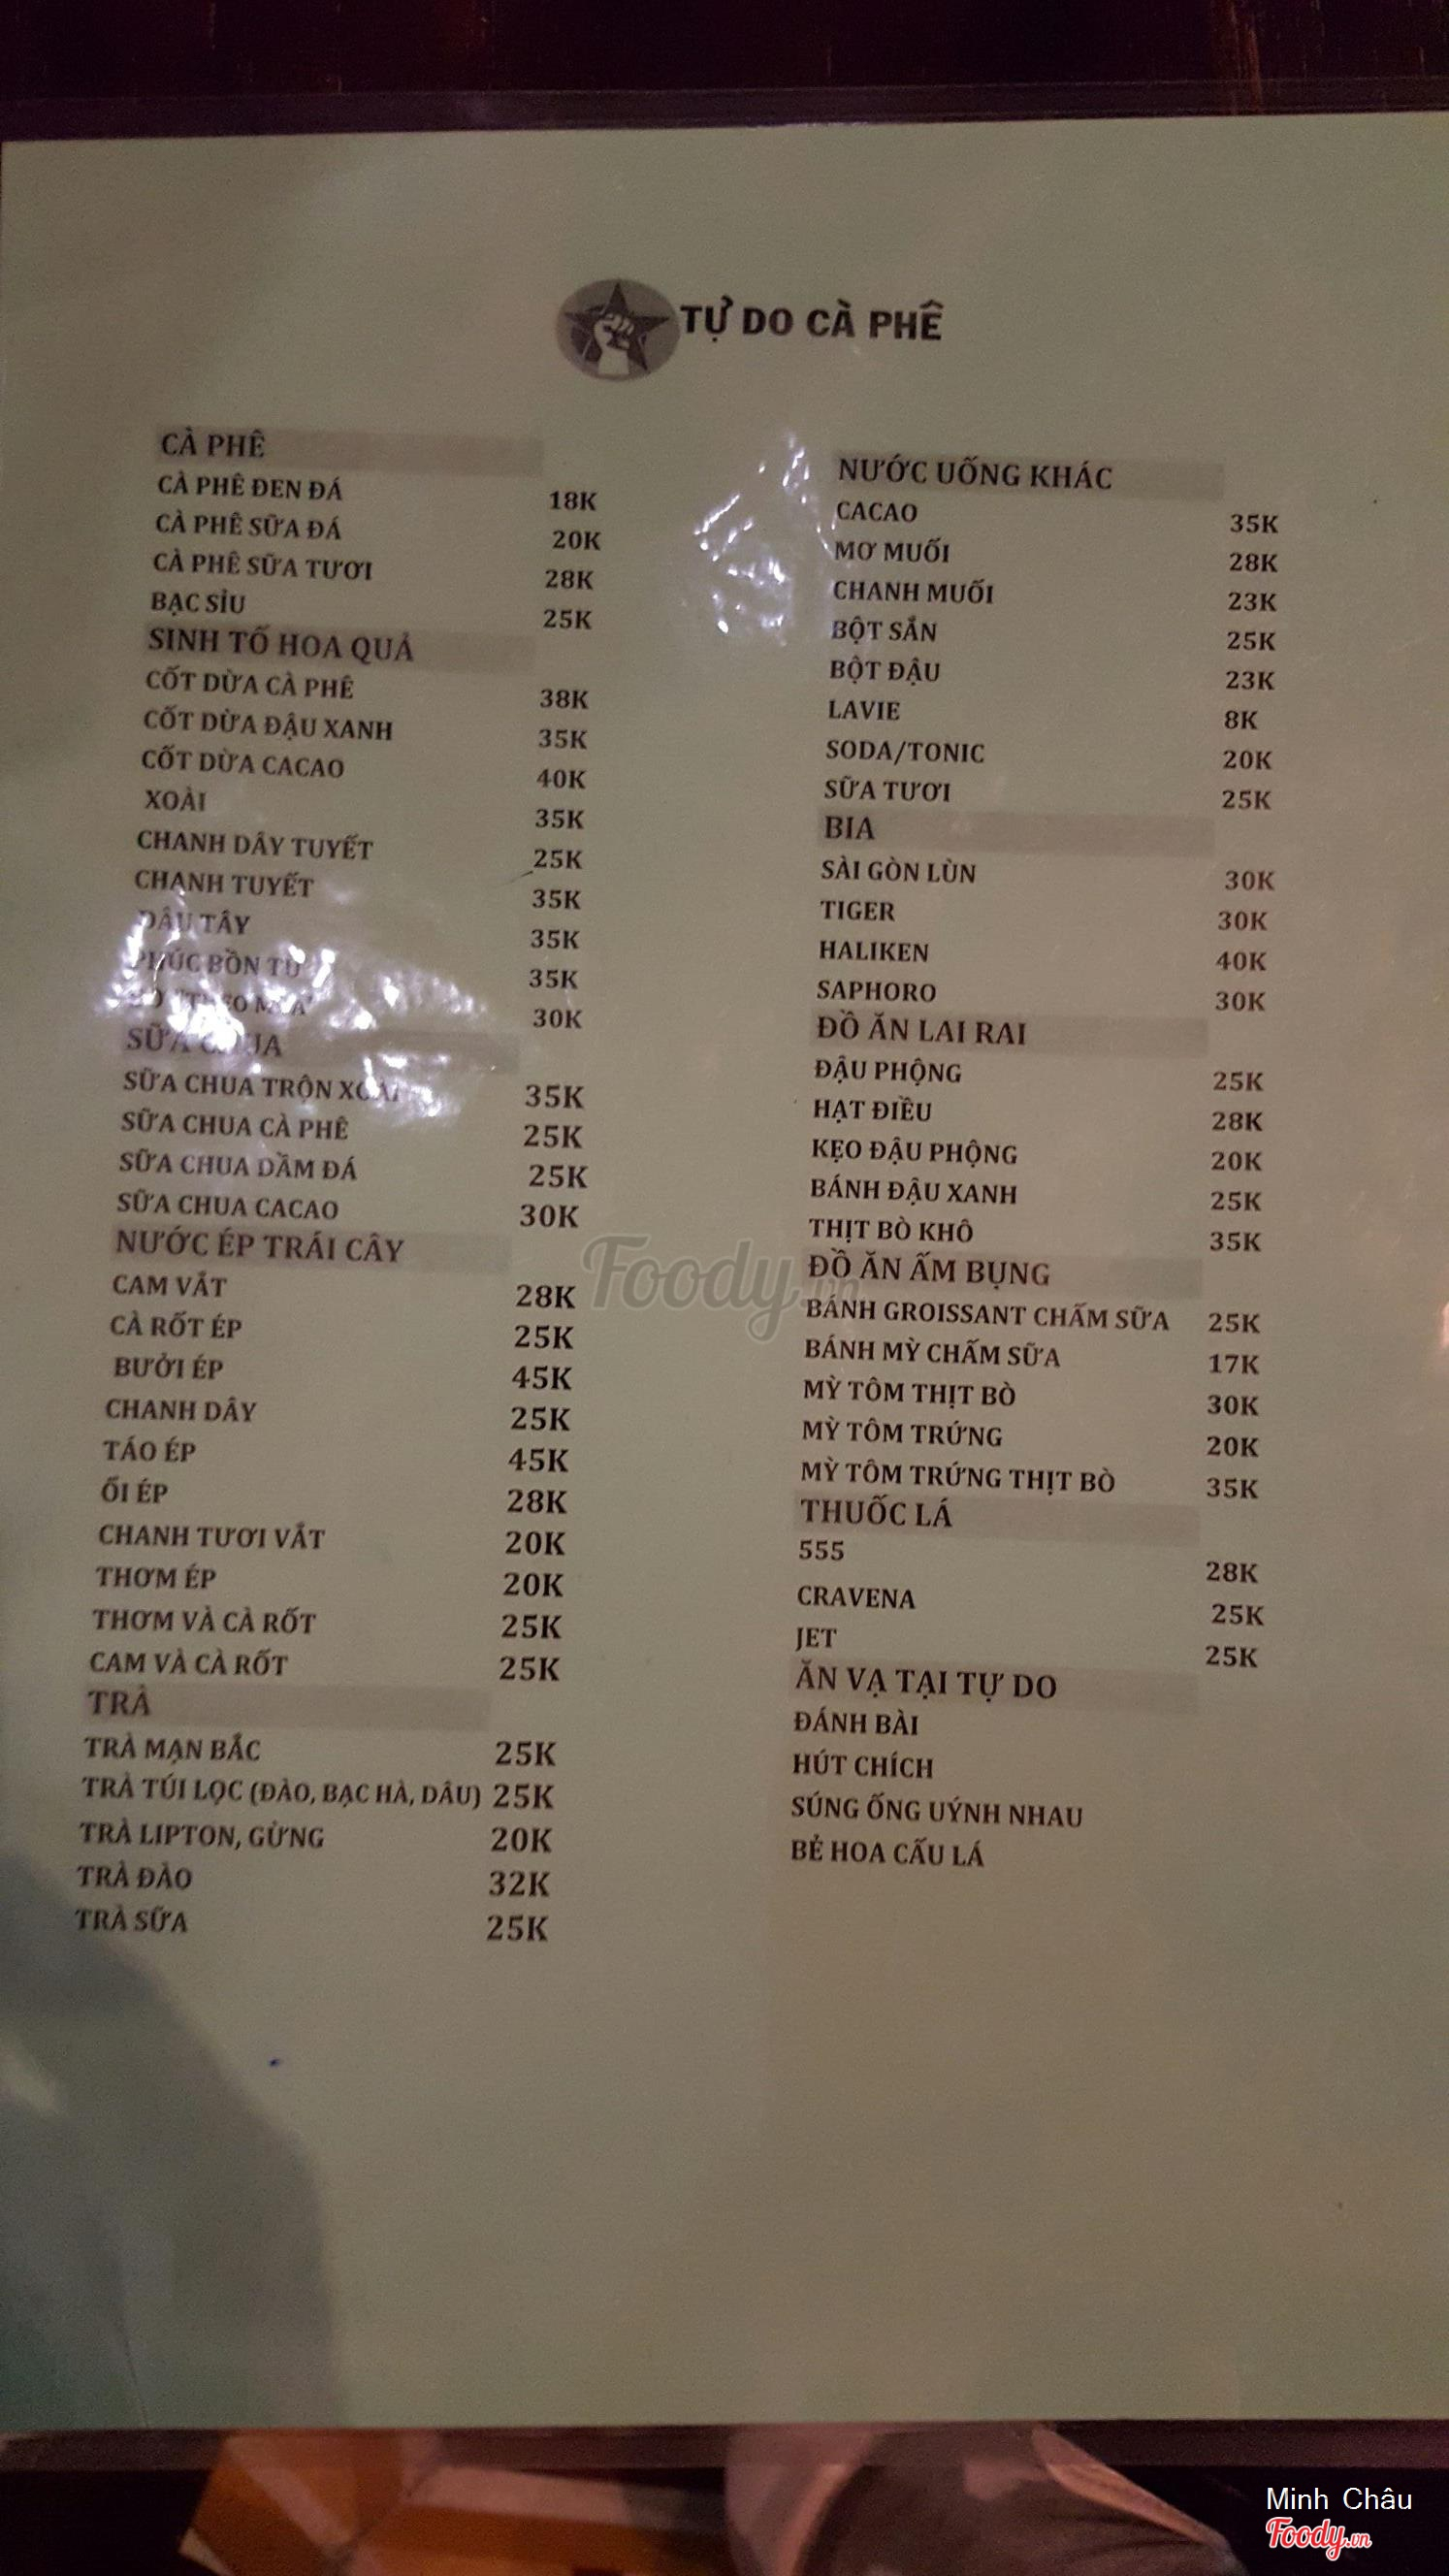 TỰ DO CÀ PHÊ
CÀ PHÊ
CÀ PHÊ ĐEN ĐÁ 18K
CÀ PHÊ SỮA ĐÁ 20K
CÀ PHÊ SỮA TƯƠI 28K
BẠC SỈU 25K
SINH TỐ HOA QUẢ
CỐT DỪA CÀ PHÊ 38K
CỐT DỪA ĐẬU XANH 35K
CỐT DỪA CACAO 40K
XOÀI 35K
CHANH DÂY TUYẾT 25K
CHANH TUYẾT 35K
DÂU TÂY 35K
PHÚC BỒN TỬ 35K
30K
SỮA CHUA
SỮA CHUA TRỘN XOÀI 35K
SỮA CHUA CÀ PHÊ 25K
SỮA CHUA DẦM ĐÁ 25K
SỮA CHUA CACAO 30K
NƯỚC ÉP TRÁI CÂY
CAM VẮT 28K
CÀ RỐT ÉP 25K
BƯỞI ÉP 45K
CHANH DÂY 25K
TÁO ÉP 45K
ỔI ÉP 28K
CHANH TƯƠI VẮT 20K
THƠM ÉP 20K
THƠM VÀ CÀ RỐT 25K
CAM VÀ CÀ RỐT 25K
TRÀ
TRÀ MẠN BẮC 25K
TRÀ TÚI LỌC (ĐÀO, BẠC HÀ, DÂU) 25K
TRÀ LIPTON, GỪNG 20K
TRÀ ĐÀO 32K
TRÀ SỮA 25K
NƯỚC UỐNG KHÁC
CACAO 35K
MƠ MUỐI 28K
CHANH MUỐI 23K
BỘT SẮN 25K
BỘT ĐẬU 23K
LAVIE 8K
SODA/TONIC 20K
SỮA TƯƠI 25K
BIA
SÀI GÒN LÙN 30K
TIGER 30K
HALIKEN 40K
SAPHORO 30K
ĐỒ ĂN LAI RAI
ĐẬU PHỘNG 25K
HẠT ĐIỀU 28K
KẸO ĐẬU PHỘNG 20K
BÁNH ĐẬU XANH 25K
THỊT BÒ KHÔ 35K
ĐỒ ĂN ẤM BỤNG
BÁNH GROISSANT CHẤM SỮA 25K
BÁNH MỲ CHẤM SỮA 17K
MỲ TÔM THỊT BÒ 30K
MỲ TÔM TRỨNG 20K
MỲ TÔM TRỨNG THỊT BÒ 35K
THUỐC LÁ
555 28K
CRAVENA 25K
JET 25K
ĂN VẠ TẠI TỰ DO
ĐÁNH BÀI
HÚT CHÍCH
SÚNG ỐNG UÝNH NHAU
BẺ HOA CẤU LÁ
Foody.vn
Minh Châu
Foody.vn